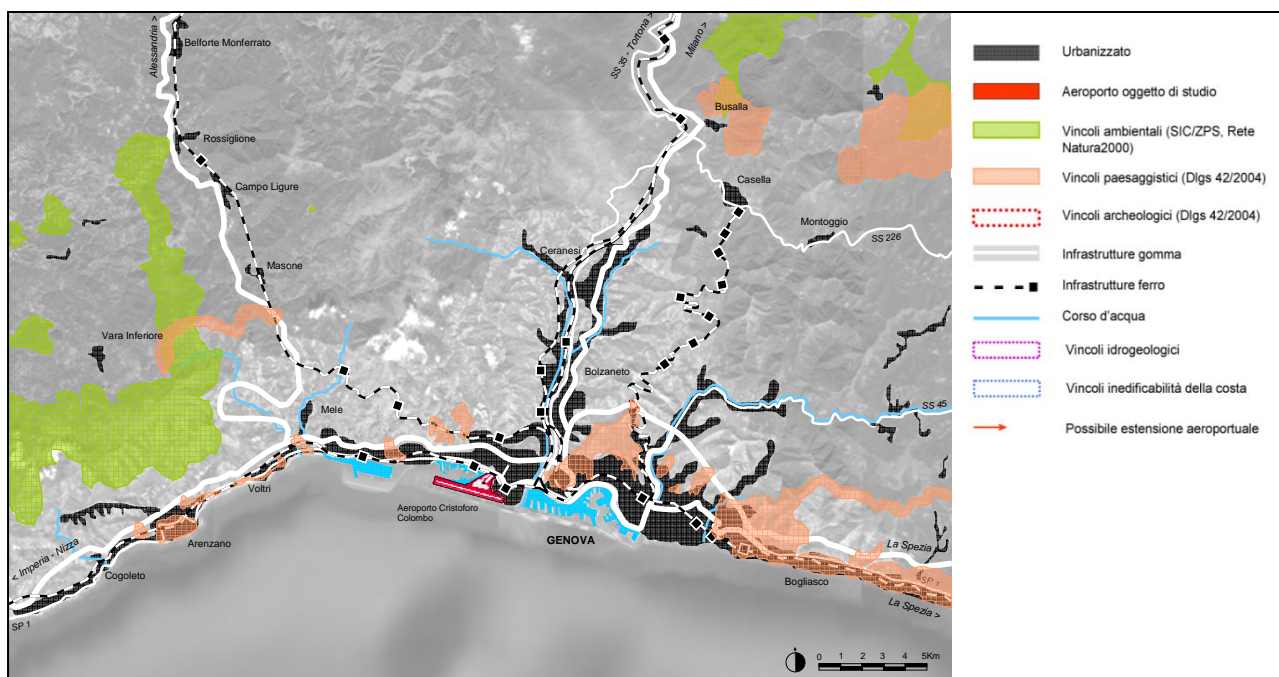 Alessandria >
Belforte Monferrato
SS 35 - Tortona >
Milano >
Busalla
Rossiglione
Campo Ligure
Casella
Montoggio
SS 226
Ceranesi
Masone
Vara Inferiore
Bolzaneto
Mele
SS 45
Voltri
Aeroporto Cristoforo
Colombo
GENOVA
Arenzano
< Imperia - Nizza
Cogoleto
SP 1
La Spezia >
Bogliasco
SP 1
La Spezia >
0 1 2 3 4 5Km
Urbanizzato
Aeroporto oggetto di studio
Vincoli ambientali (SIC/ZPS, Rete
Natura2000)
Vincoli paesaggistici (Dlgs 42/2004)
Vincoli archeologici (Dlgs 42/2004)
Infrastrutture gomma
Infrastrutture ferro
Corso d'acqua
Vincoli idrogeologici
Vincoli inedificabilità della costa
Possibile estensione aeroportuale